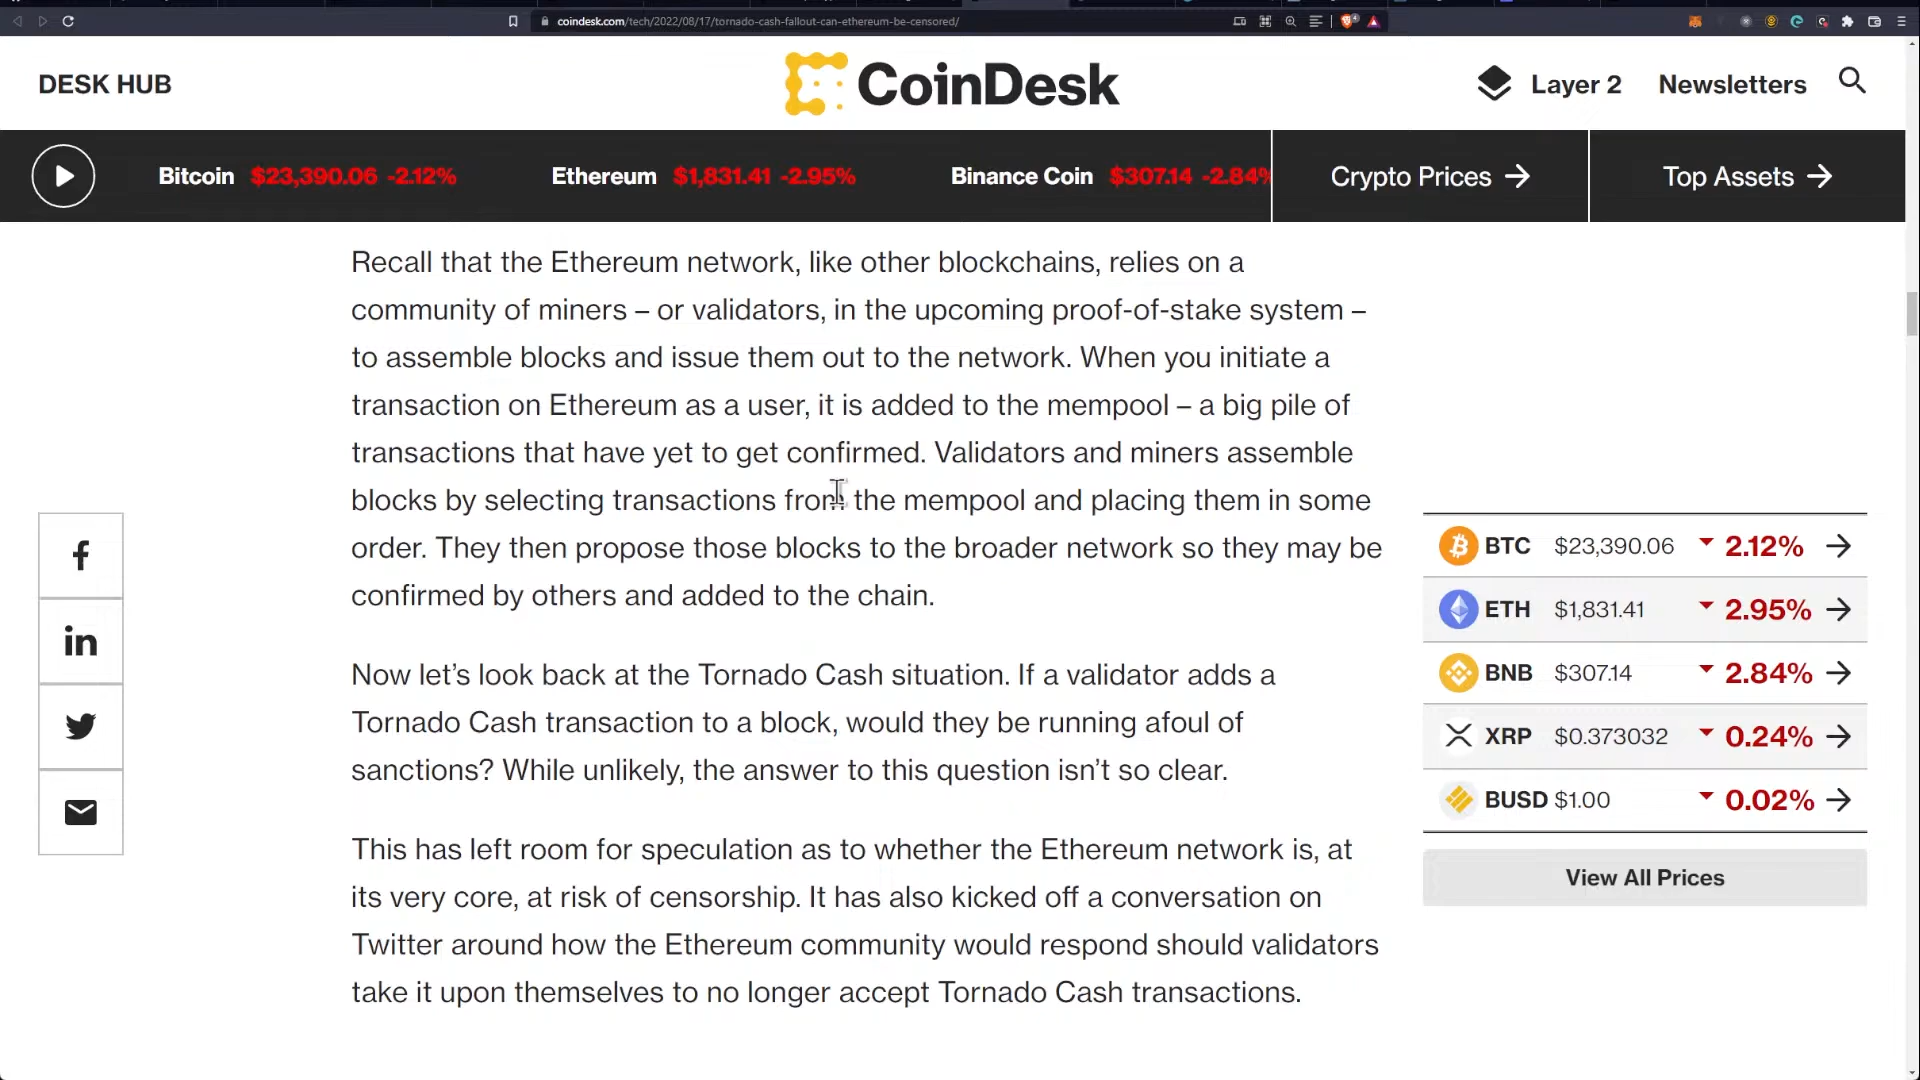 coindesk.com/tech/2022/08/17/tornado-cash-fallout-can-ethereum-be-censored/
DESK HUB
CoinDesk
Layer 2
Newsletters
Bitcoin $23,390.06 -2.12%
Ethereum $1,831.41 -2.95%
Binance Coin $307.14 -2.84%
Crypto Prices →
Top Assets →
Recall that the Ethereum network, like other blockchains, relies on a
community of miners – or validators, in the upcoming proof-of-stake system –
to assemble blocks and issue them out to the network. When you initiate a
transaction on Ethereum as a user, it is added to the mempool – a big pile of
transactions that have yet to get confirmed. Validators and miners assemble
blocks by selecting transactions from the mempool and placing them in some
order. They then propose those blocks to the broader network so they may be
confirmed by others and added to the chain.
Now let’s look back at the Tornado Cash situation. If a validator adds a
Tornado Cash transaction to a block, would they be running afoul of
sanctions? While unlikely, the answer to this question isn’t so clear.
This has left room for speculation as to whether the Ethereum network is, at
its very core, at risk of censorship. It has also kicked off a conversation on
Twitter around how the Ethereum community would respond should validators
take it upon themselves to no longer accept Tornado Cash transactions.
f
in
BTC $23,390.06 2.12% →
ETH $1,831.41 2.95% →
BNB $307.14 2.84% →
XRP $0.373032 0.24% →
BUSD $1.00 0.02% →
View All Prices